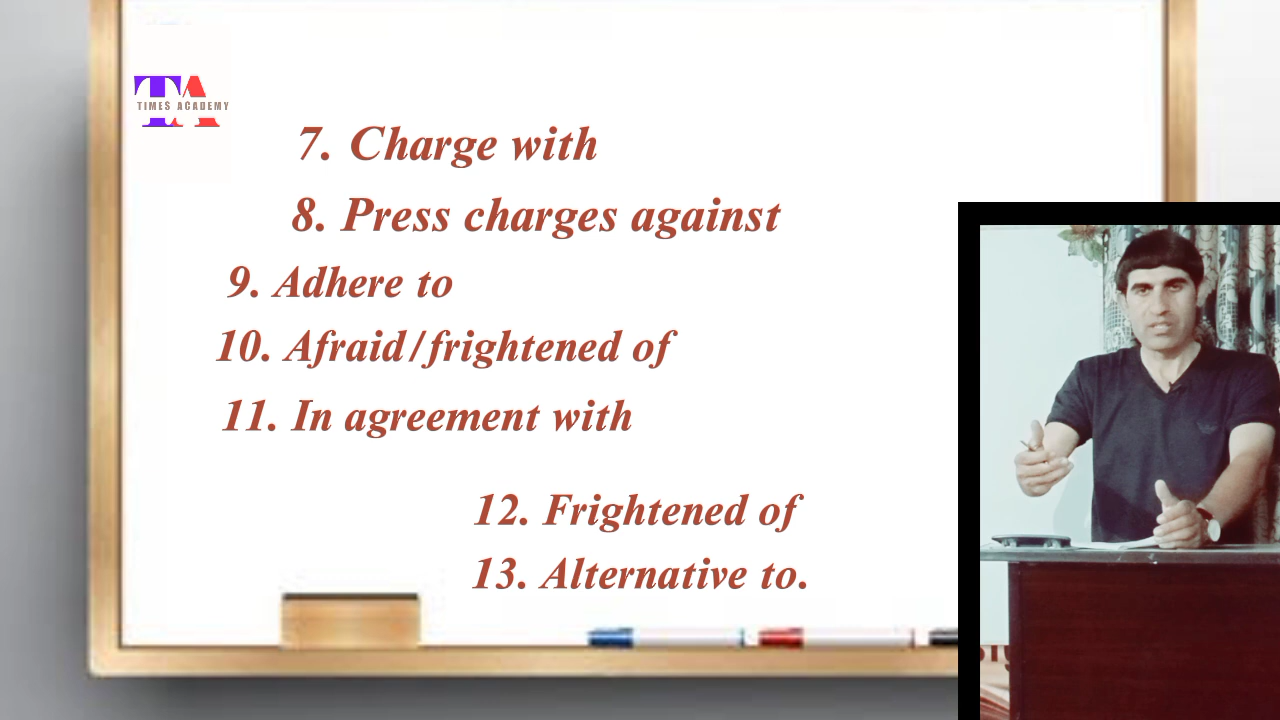 TA
TIMES ACADEMY
7. Charge with
8. Press charges against
9. Adhere to
10. Afraid/frightened of
11. In agreement with
12. Frightened of
13. Alternative to.